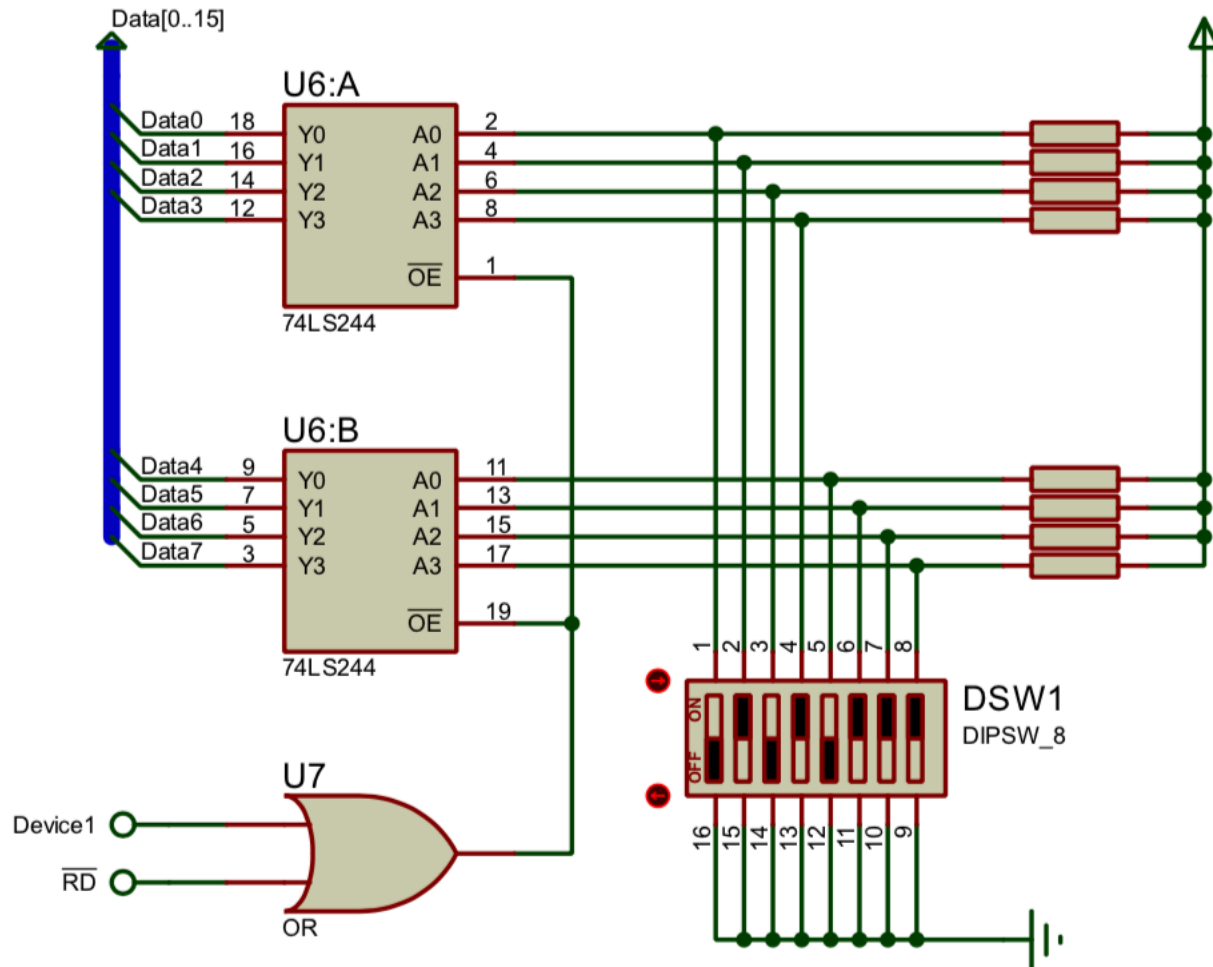 Data[0..15]
U6:A
Data0 18 Y0 A0 2
Data1 16 Y1 A1 4
Data2 14 Y2 A2 6
Data3 12 Y3 A3 8
OE 1
74LS244
U6:B
Data4 9 Y0 A0 11
Data5 7 Y1 A1 13
Data6 5 Y2 A2 15
Data7 3 Y3 A3 17
OE 19
74LS244
1 2 3 4 5 6 7 8
ON
OFF
DSW1
DIPSW_8
16 15 14 13 12 11 10 9
U7
Device1
RD
OR